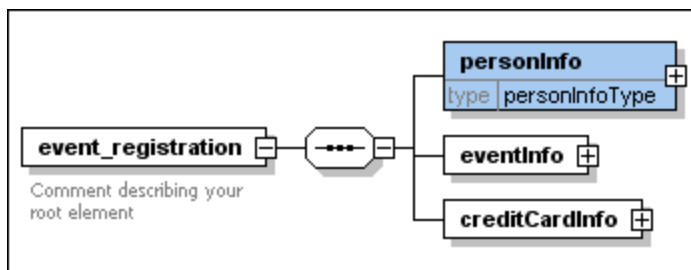 personInfo
type personInfoType
event_registration
eventInfo
Comment describing your
root element
creditCardInfo